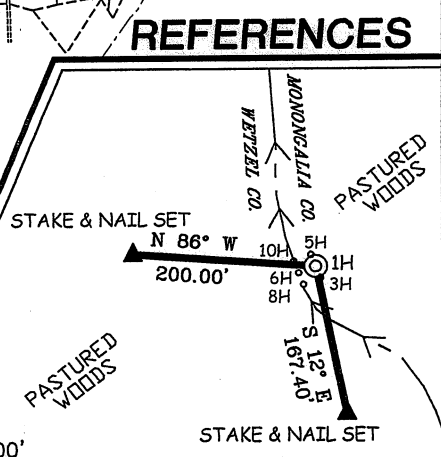 REFERENCES
MONONGALIA CO.
WETZEL CO.
PASTURED
WOODS
STAKE & NAIL SET
N 86° W
200.00'
10H
5H
1H
6H
3H
8H
S 12° E
167.40'
PASTURED
WOODS
STAKE & NAIL SET
00'